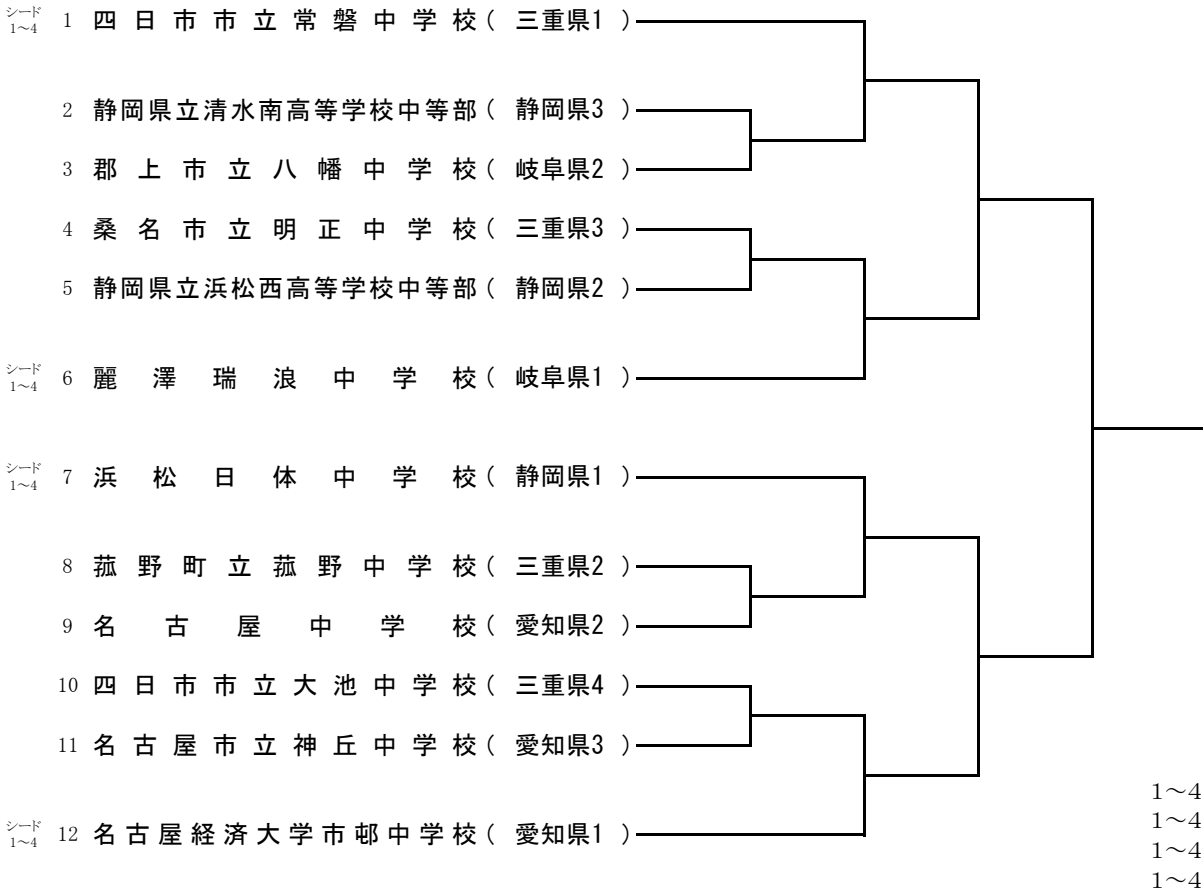 シード 1~4 1 四日市市立常磐中学校( 三重県1 )
2 静岡県立清水南高等学校中等部( 静岡県3 )
3 郡上市立八幡中学校( 岐阜県2 )
4 桑名市立明正中学校( 三重県3 )
5 静岡県立浜松西高等学校中等部( 静岡県2 )
シード 1~4 6 麗澤瑞浪中学校( 岐阜県1 )
シード 1~4 7 浜松日体中学校( 静岡県1 )
8 菰野町立菰野中学校( 三重県2 )
9 名古屋中学校( 愛知県2 )
10 四日市市立大池中学校( 三重県4 )
11 名古屋市立神丘中学校( 愛知県3 )
シード 1~4 12 名古屋経済大学市邨中学校( 愛知県1 )
1~4
1~4
1~4
1~4